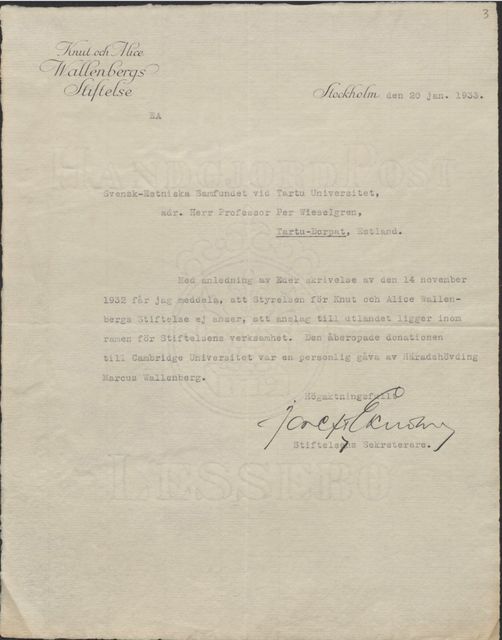 3
Knut och Alice
Wallenbergs
Stiftelse
Stockholm den 20 jan. 1933.
EA
HANDGJORD POST
Svensk-Estniska Samfundet vid Tartu Universitet,
adr. Herr Professor Per Wieselgren,
Tartu-Dorpat, Estland.
Med anledning av Eder skrivelse av den 14 november
1932 får jag meddela, att Styrelsen för Knut och Alice Wallen-
bergs Stiftelse ej anser, att anslag till utlandet ligger inom
ramen för Stiftelsens verksamhet. Den åberopade donationen
till Cambridge Universitet var en personlig gåva av Häradshövding
Marcus Wallenberg.
Högaktningsfullt
Stiftelsens Sekreterare.
LESSEBO